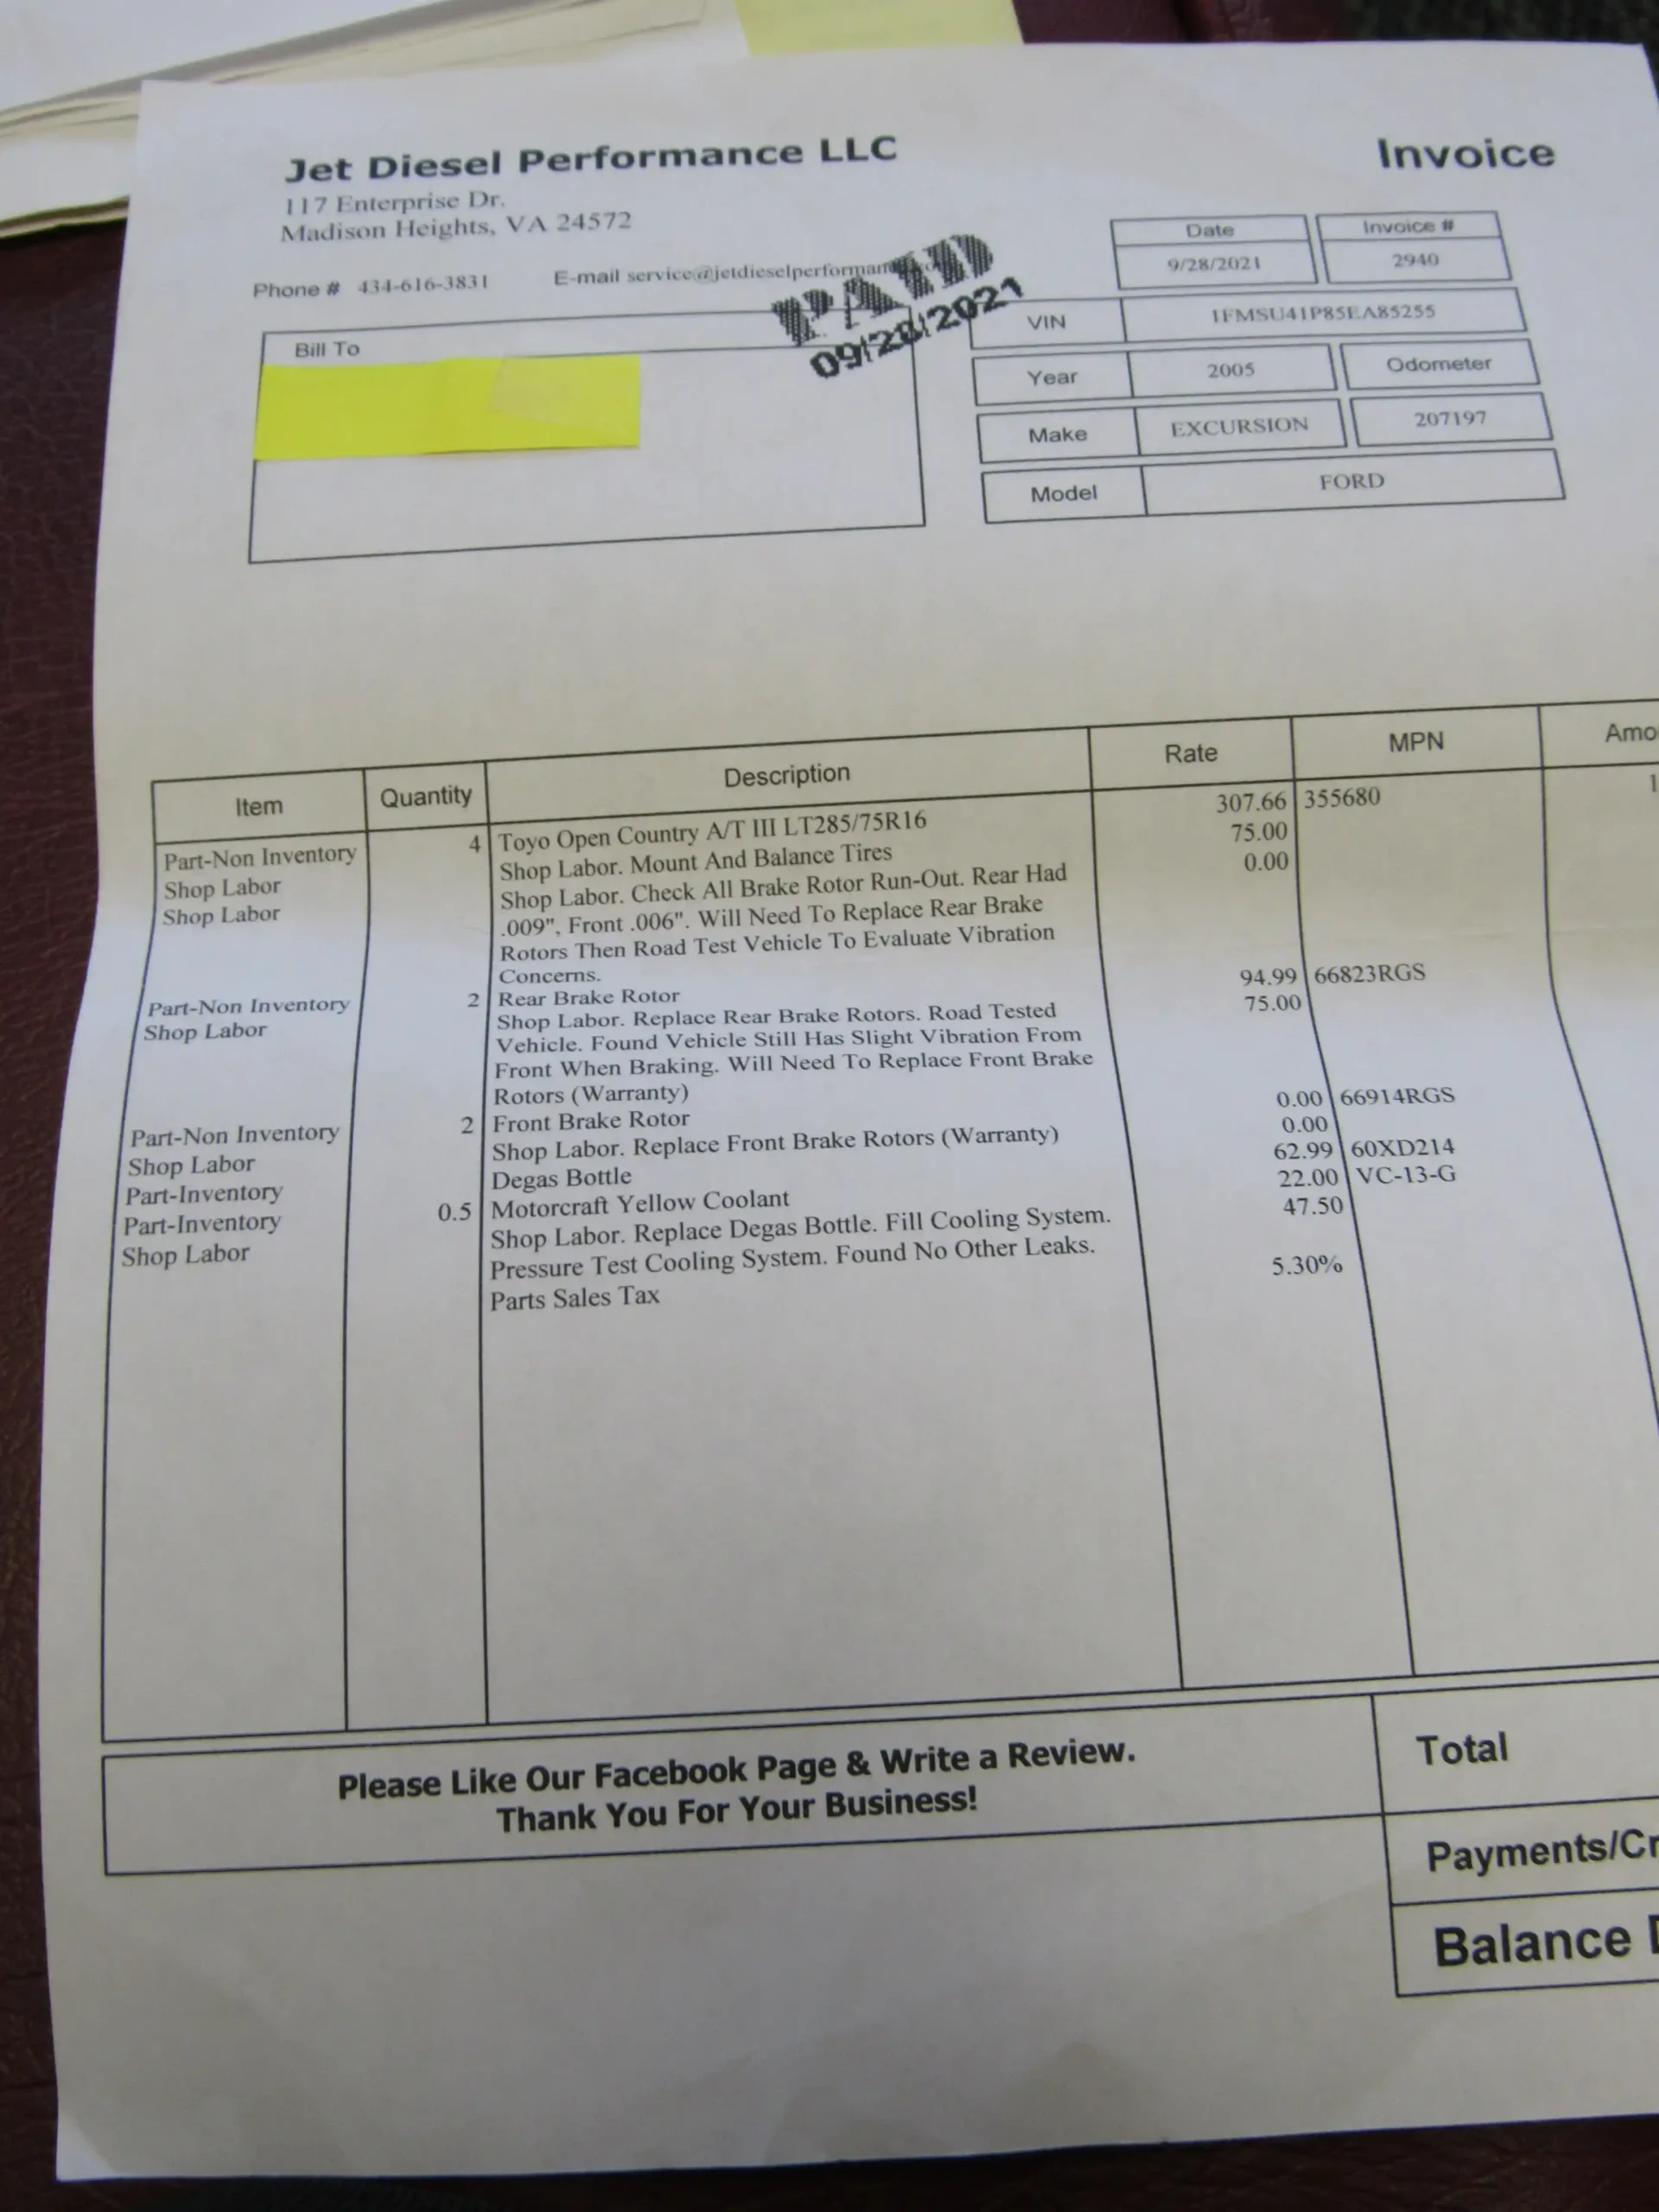 Jet Diesel Performance LLC
Invoice
117 Enterprise Dr.
Madison Heights, VA 24572
Phone # 434-616-3831 E-mail
PAID
09/28/2021
Date Invoice #
9/28/2021 2940
VIN 1FMSU41P85EA85255
Year 2005 Odometer
Make EXCURSION 207197
Model FORD
Bill To
Item Quantity Description Rate MPN
Part-Non Inventory 4 Toyo Open Country A/T III LT285/75R16 307.66 355680
Shop Labor Shop Labor. Mount And Balance Tires 75.00
Shop Labor Shop Labor. Check All Brake Rotor Run-Out. Rear Had 0.00
.009", Front .006". Will Need To Replace Rear Brake
Rotors Then Road Test Vehicle To Evaluate Vibration
Concerns.
Part-Non Inventory 2 Rear Brake Rotor 94.99 66823RGS
Shop Labor Shop Labor. Replace Rear Brake Rotors. Road Tested 75.00
Vehicle. Found Vehicle Still Has Slight Vibration From
Front When Braking. Will Need To Replace Front Brake
Rotors (Warranty)
Part-Non Inventory 2 Front Brake Rotor 0.00 66914RGS
Shop Labor Shop Labor. Replace Front Brake Rotors (Warranty) 0.00
Part-Inventory Degas Bottle 62.99 60XD214
Part-Inventory 0.5 Motorcraft Yellow Coolant 22.00 VC-13-G
Shop Labor Shop Labor. Replace Degas Bottle. Fill Cooling System. 47.50
Pressure Test Cooling System. Found No Other Leaks.
Parts Sales Tax 5.30%
Please Like Our Facebook Page & Write a Review.
Thank You For Your Business!
Total
Payments/Cr
Balance